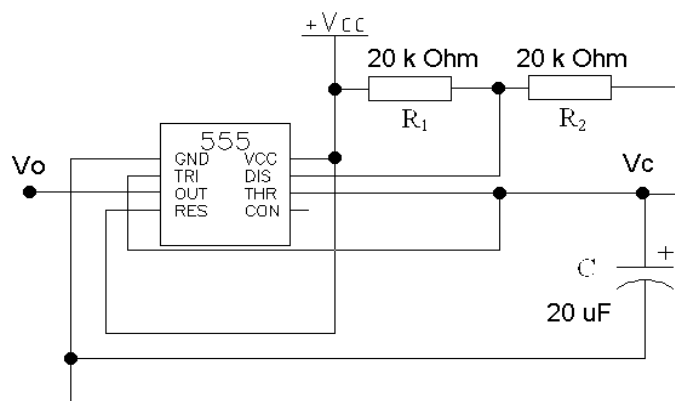 +Vcc
20 k Ohm 20 k Ohm
R1 R2
555
Vo GND VCC Vc
TRI DIS
OUT THR
RES CON
C +
20 uF